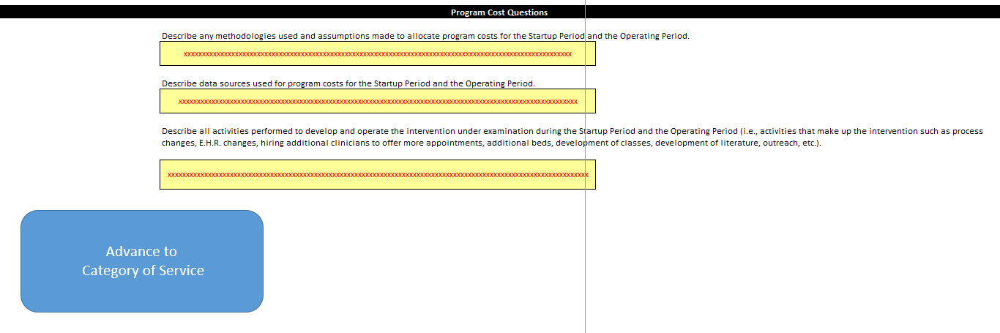 Program Cost Questions
Describe any methodologies used and assumptions made to allocate program costs for the Startup Period and the Operating Period.
xxxxxxxxxxxxxxxxxxxxxxxxxxxxxxxxxxxxxxxxxxxxxxxxxxxxxxxxxxxxxxxxxxxxxxxxxxxxxxxxxxxxxxxxxxxxxxxxxxxxxxxxxx
Describe data sources used for program costs for the Startup Period and the Operating Period.
xxxxxxxxxxxxxxxxxxxxxxxxxxxxxxxxxxxxxxxxxxxxxxxxxxxxxxxxxxxxxxxxxxxxxxxxxxxxxxxxxxxxxxxxxxxxxxxxxxxxxxxxxxxxx
Describe all activities performed to develop and operate the intervention under examination during the Startup Period and the Operating Period (i.e., activities that make up the intervention such as process
changes, E.H.R. changes, hiring additional clinicians to offer more appointments, additional beds, development of classes, development of literature, outreach, etc.).
xxxxxxxxxxxxxxxxxxxxxxxxxxxxxxxxxxxxxxxxxxxxxxxxxxxxxxxxxxxxxxxxxxxxxxxxxxxxxxxxxxxxxxxxxxxxxxxxxxxxxxxxxxxxxxxxxxx
Advance to
Category of Service